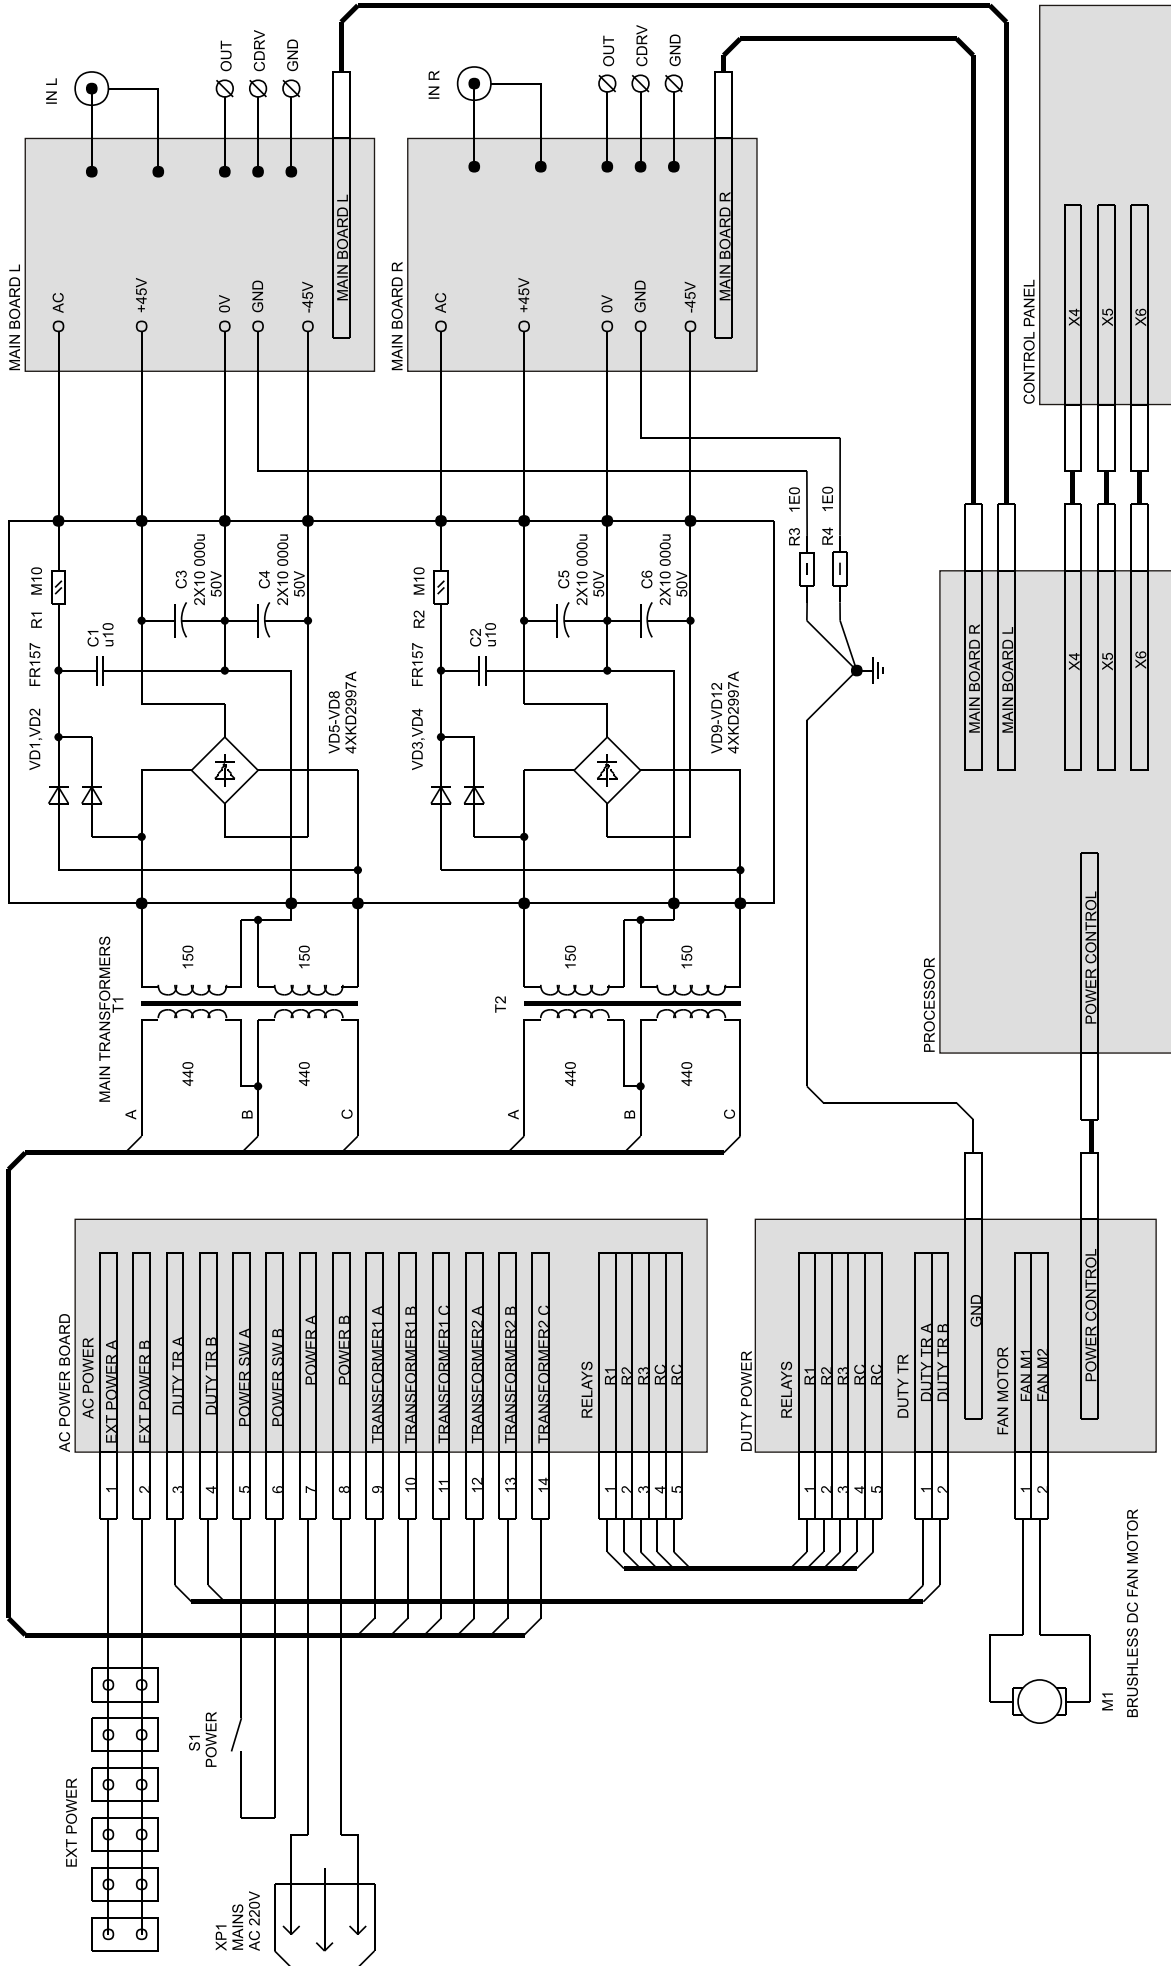 EXT POWER
XP1
MAINS
AC 220V
S1
POWER
AC POWER BOARD
AC POWER
1 EXT POWER A
2 EXT POWER B
3 DUTY TR A
4 DUTY TR B
5 POWER SW A
6 POWER SW B
7 POWER A
8 POWER B
9 TRANSFORMER1 A
10 TRANSFORMER1 B
11 TRANSFORMER1 C
12 TRANSFORMER2 A
13 TRANSFORMER2 B
14 TRANSFORMER2 C
RELAYS
1 R1
2 R2
3 R3
4 RC
5 RC
DUTY POWER
RELAYS
1 R1
2 R2
3 R3
4 RC
5 RC
DUTY TR
1 DUTY TR A
2 DUTY TR B
GND
FAN MOTOR
1 FAN M1
2 FAN M2
POWER CONTROL
M1
BRUSHLESS DC FAN MOTOR
MAIN TRANSFORMERS
T1
A
B
C
440
440
150
150
T2
A
B
C
440
440
150
150
VD1,VD2
FR157
R1 M10
C1
u10
C3
2X10 000u
50V
C4
2X10 000u
50V
VD5-VD8
4XKD2997A
VD3,VD4
FR157
R2 M10
C2
u10
C5
2X10 000u
50V
C6
2X10 000u
50V
VD9-VD12
4XKD2997A
R3 1E0
R4 1E0
MAIN BOARD L
AC
+45V
0V
GND
-45V
MAIN BOARD L
IN L
OUT
CDRV
GND
MAIN BOARD R
AC
+45V
0V
GND
-45V
MAIN BOARD R
IN R
OUT
CDRV
GND
PROCESSOR
POWER CONTROL
MAIN BOARD R
MAIN BOARD L
X4
X5
X6
CONTROL PANEL
X4
X5
X6